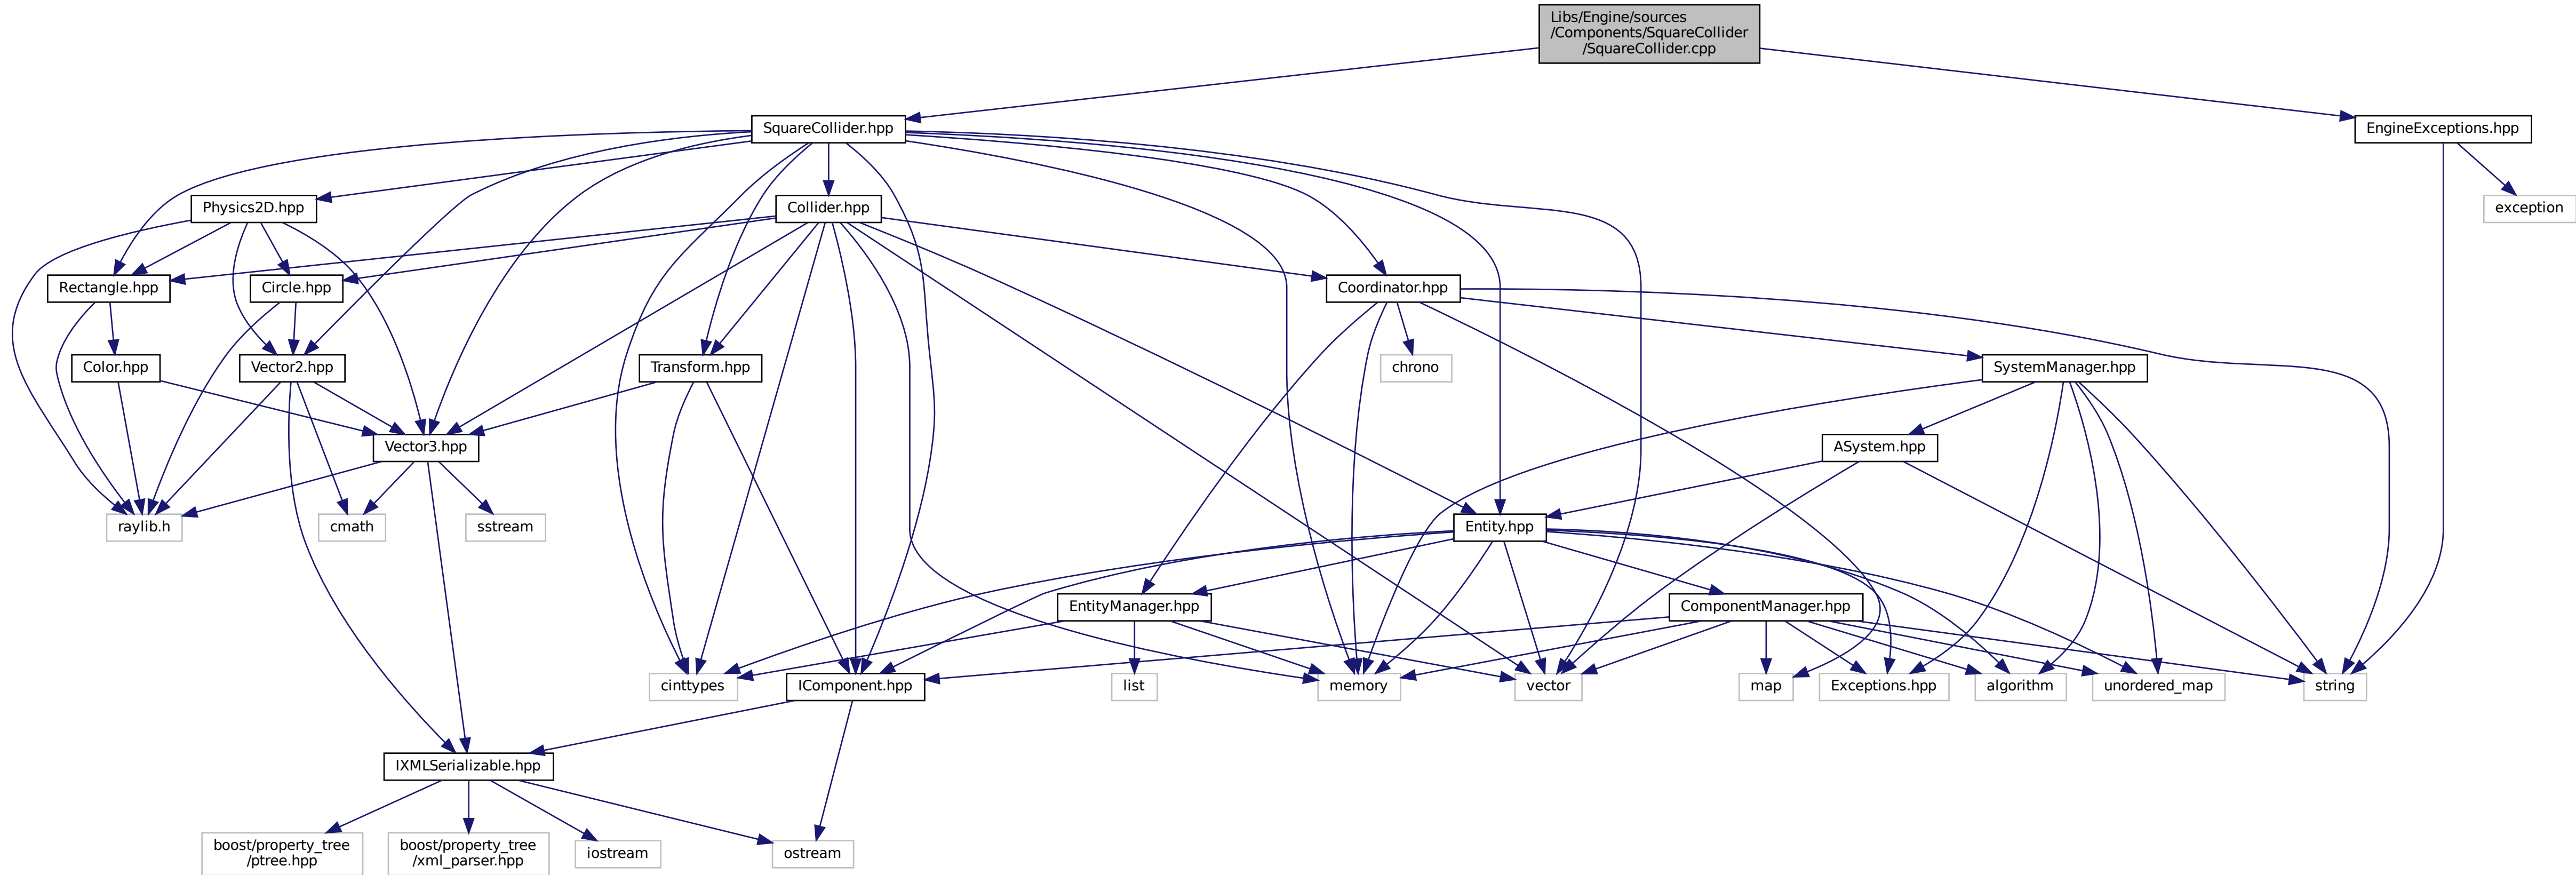 Libs/Engine/sources
/Components/SquareCollider
/SquareCollider.cpp
SquareCollider.hpp
EngineExceptions.hpp
Physics2D.hpp
Collider.hpp
exception
Rectangle.hpp
Circle.hpp
Coordinator.hpp
Color.hpp
Vector2.hpp
Transform.hpp
chrono
SystemManager.hpp
Vector3.hpp
ASystem.hpp
raylib.h
cmath
sstream
Entity.hpp
EntityManager.hpp
ComponentManager.hpp
cinttypes
IComponent.hpp
list
memory
vector
map
Exceptions.hpp
algorithm
unordered_map
string
IXMLSerializable.hpp
boost/property_tree
/ptree.hpp
boost/property_tree
/xml_parser.hpp
iostream
ostream